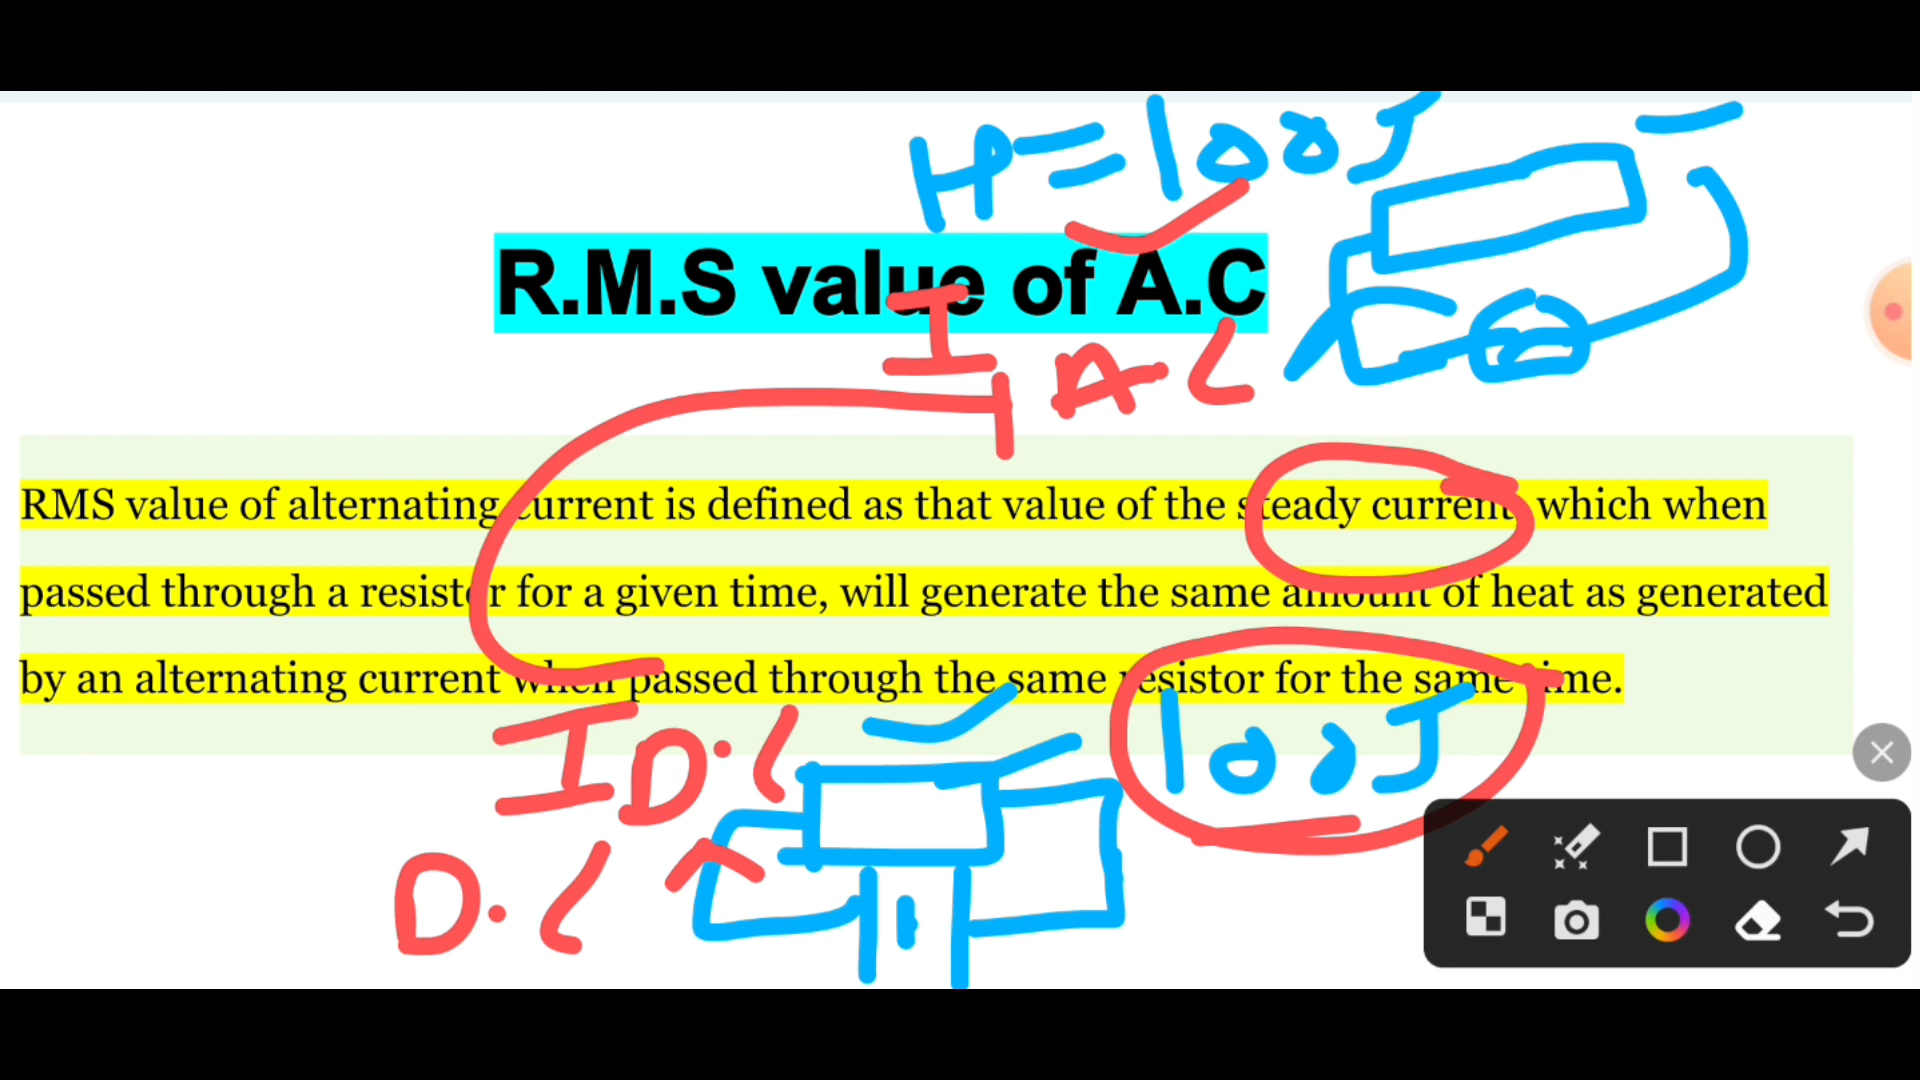 H=100J
R.M.S value of A.C
I A.C
RMS value of alternating current is defined as that value of the steady current, which when
passed through a resistor for a given time, will generate the same amount of heat as generated
by an alternating current when passed through the same resistor for the same time.
I D.C
100J
D.C